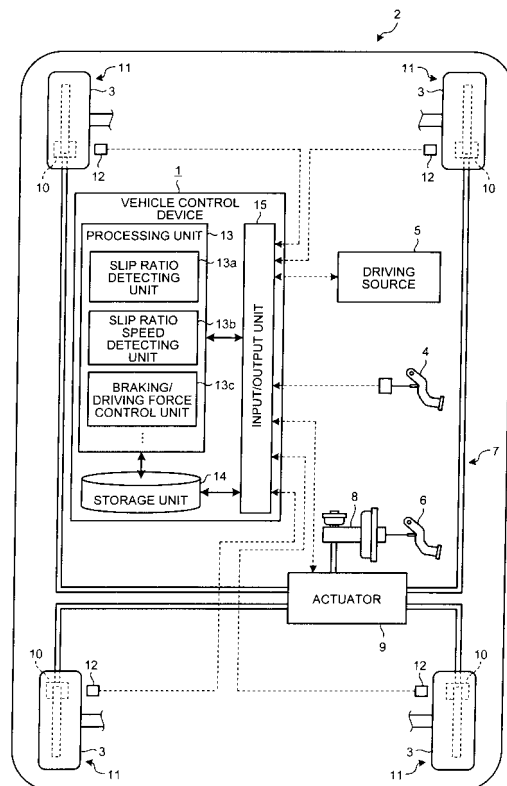 2
11
3
11
3
12
12
10
10
1
VEHICLE CONTROL
DEVICE
15
PROCESSING UNIT
13
SLIP RATIO
DETECTING
UNIT
13a
SLIP RATIO
SPEED
DETECTING
UNIT
13b
BRAKING/
DRIVING FORCE
CONTROL UNIT
13c
STORAGE UNIT
14
INPUT/OUTPUT UNIT
5
DRIVING
SOURCE
4
7
8
6
ACTUATOR
9
10
12
12
10
3
11
3
11